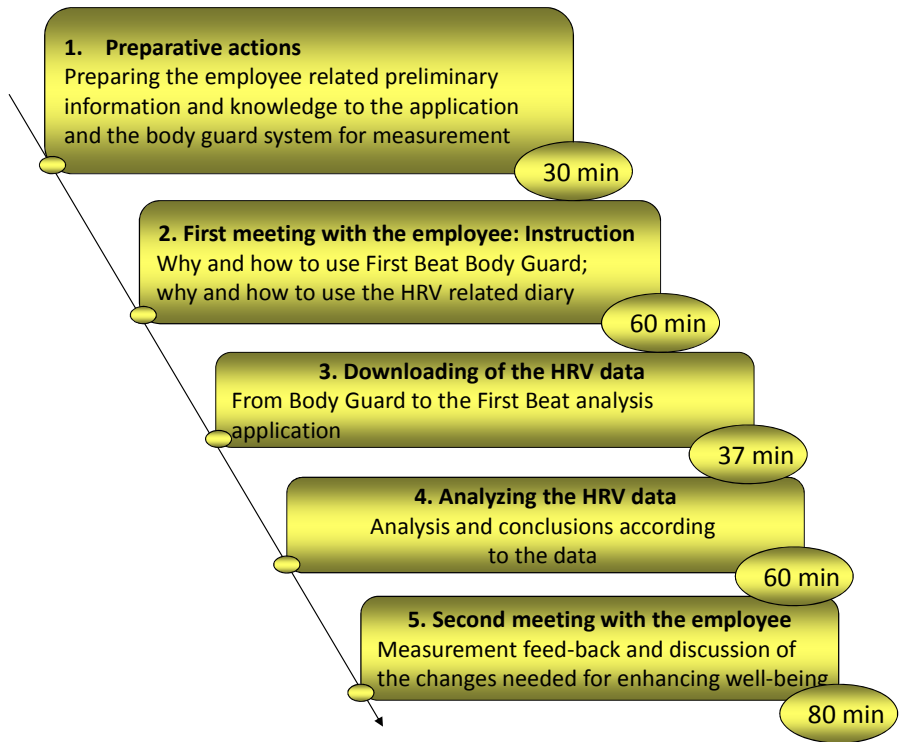 1. Preparative actions
Preparing the employee related preliminary
information and knowledge to the application
and the body guard system for measurement
30 min
2. First meeting with the employee: Instruction
Why and how to use First Beat Body Guard;
why and how to use the HRV related diary
60 min
3. Downloading of the HRV data
From Body Guard to the First Beat analysis
application
37 min
4. Analyzing the HRV data
Analysis and conclusions according
to the data
60 min
5. Second meeting with the employee
Measurement feed-back and discussion of
the changes needed for enhancing well-being
80 min